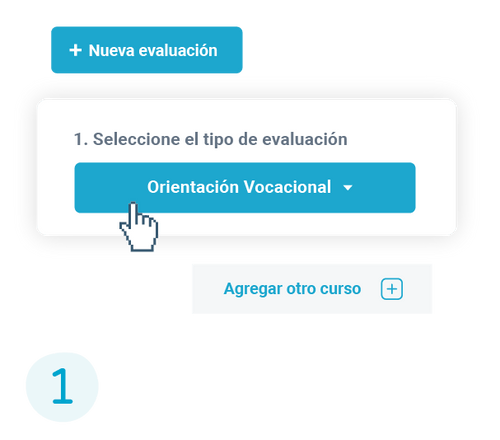 + Nueva evaluación
1. Seleccione el tipo de evaluación
Orientación Vocacional
Agregar otro curso +
1